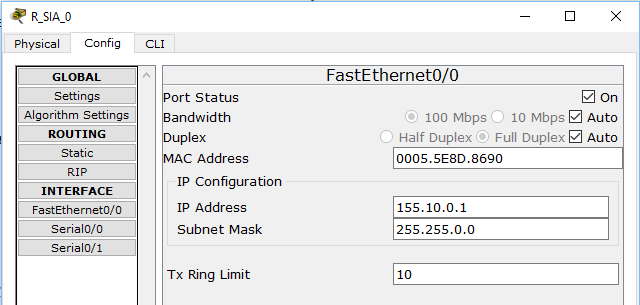 R_SIA_0
Physical Config CLI
GLOBAL
Settings
Algorithm Settings
ROUTING
Static
RIP
INTERFACE
FastEthernet0/0
Serial0/0
Serial0/1
FastEthernet0/0
Port Status On
Bandwidth 100 Mbps 10 Mbps Auto
Duplex Half Duplex Full Duplex Auto
MAC Address 0005.5E8D.8690
IP Configuration
IP Address 155.10.0.1
Subnet Mask 255.255.0.0
Tx Ring Limit 10